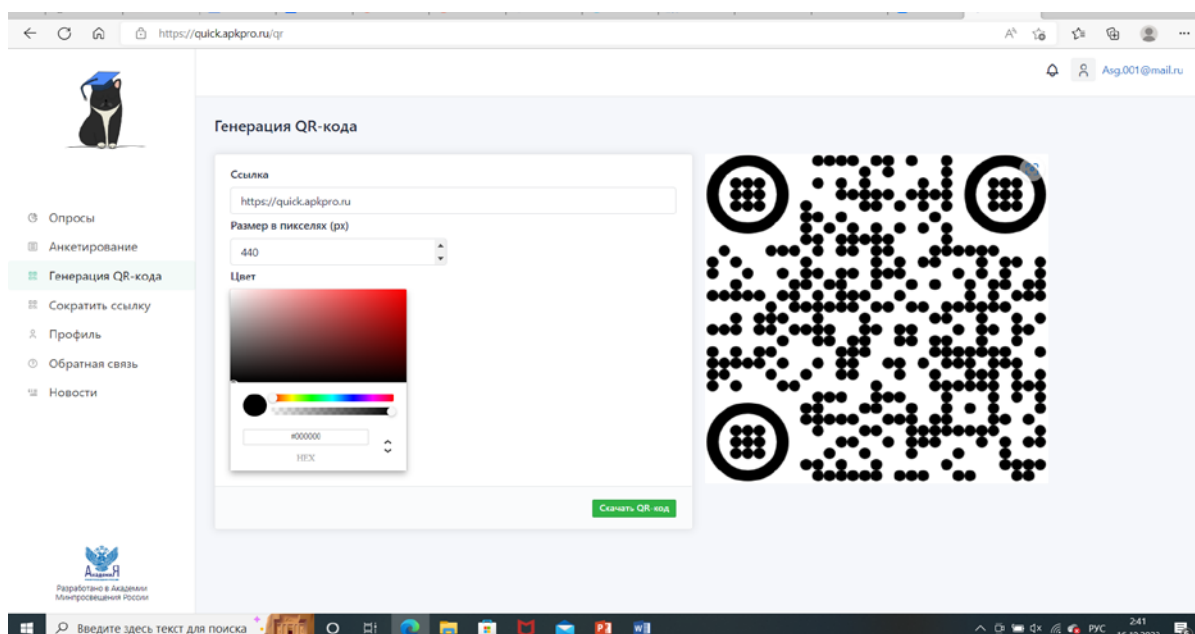 https://quick.apkpro.ru/qr
Asg.001@mail.ru
Генерация QR-кода
Ссылка
https://quick.apkpro.ru
Размер в пикселях (px)
440
Цвет
#000000
HEX
Скачать QR-код
Опросы
Анкетирование
Генерация QR-кода
Сократить ссылку
Профиль
Обратная связь
Новости
АкадемиЯ
Разработано в Академии
Минпросвещения России
Введите здесь текст для поиска
РУС
2:41